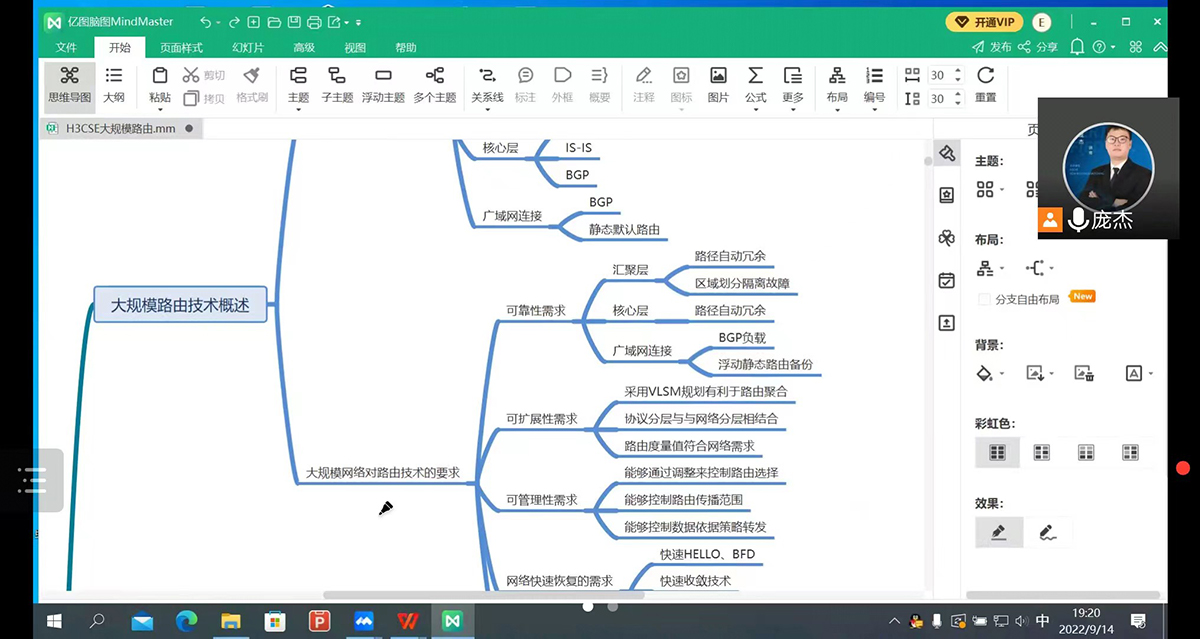 亿图脑图MindMaster
开通VIP
E
文件
开始
页面样式
幻灯片
高级
视图
帮助
发布
分享
思维导图
大纲
粘贴
剪切
拷贝
格式刷
主题
子主题
浮动主题
多个主题
关系线
标注
外框
概要
注释
图标
图片
公式
更多
布局
编号
30
30
重置
H3CSE大规模路由.mm
页
核心层
IS-IS
BGP
广域网连接
BGP
静态默认路由
大规模路由技术概述
大规模网络对路由技术的要求
可靠性需求
汇聚层
路径自动冗余
区域划分隔离故障
核心层
路径自动冗余
广域网连接
BGP负载
浮动静态路由备份
可扩展性需求
采用VLSM规划有利于路由聚合
协议分层与与网络分层相结合
路由度量值符合网络需求
可管理性需求
能够通过调整来控制路由选择
能够控制路由传播范围
能够控制数据依据策略转发
网络快速恢复的需求
快速HELLO、BFD
快速收敛技术
主题:
布局:
分支自由布局
New
背景:
彩虹色:
效果:
庞杰
中
19:20
2022/9/14